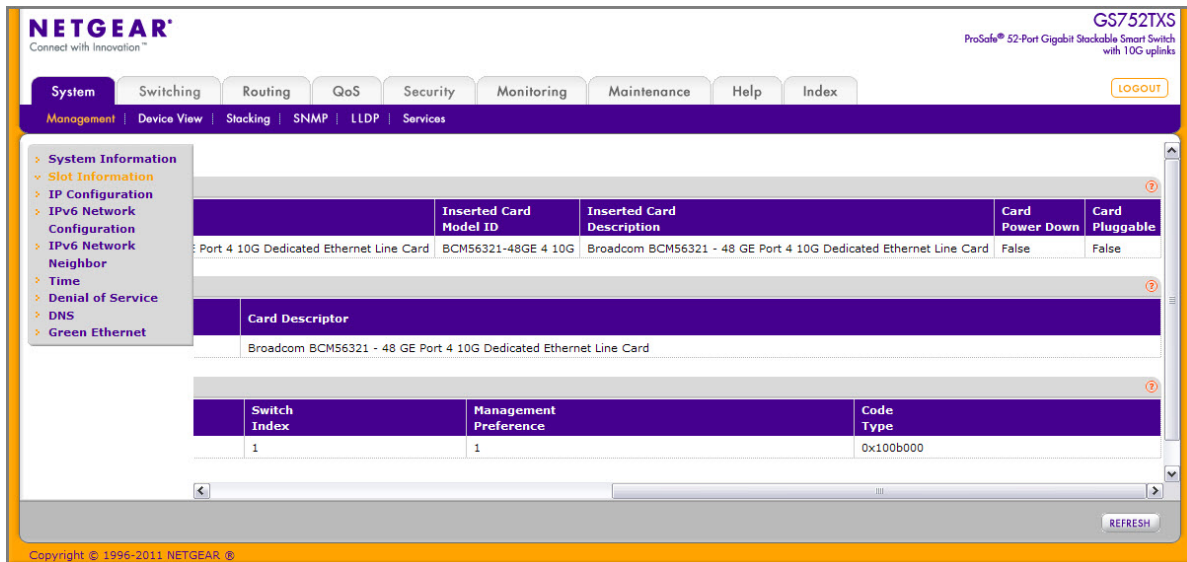 NETGEAR®
Connect with Innovation™
GS752TXS
ProSafe® 52-Port Gigabit Stackable Smart Switch
with 10G uplinks
System Switching Routing QoS Security Monitoring Maintenance Help Index LOGOUT
Management | Device View | Stacking | SNMP | LLDP | Services
System Information
Slot Information
IP Configuration
IPv6 Network
Configuration
IPv6 Network
Neighbor
Time
Denial of Service
DNS
Green Ethernet
Inserted Card
Model ID
Inserted Card
Description
Card
Power Down
Card
Pluggable
Port 4 10G Dedicated Ethernet Line Card BCM56321-48GE 4 10G Broadcom BCM56321 - 48 GE Port 4 10G Dedicated Ethernet Line Card False False
Card Descriptor
Broadcom BCM56321 - 48 GE Port 4 10G Dedicated Ethernet Line Card
Switch
Index
Management
Preference
Code
Type
1 1 0x100b000
REFRESH
Copyright © 1996-2011 NETGEAR ®